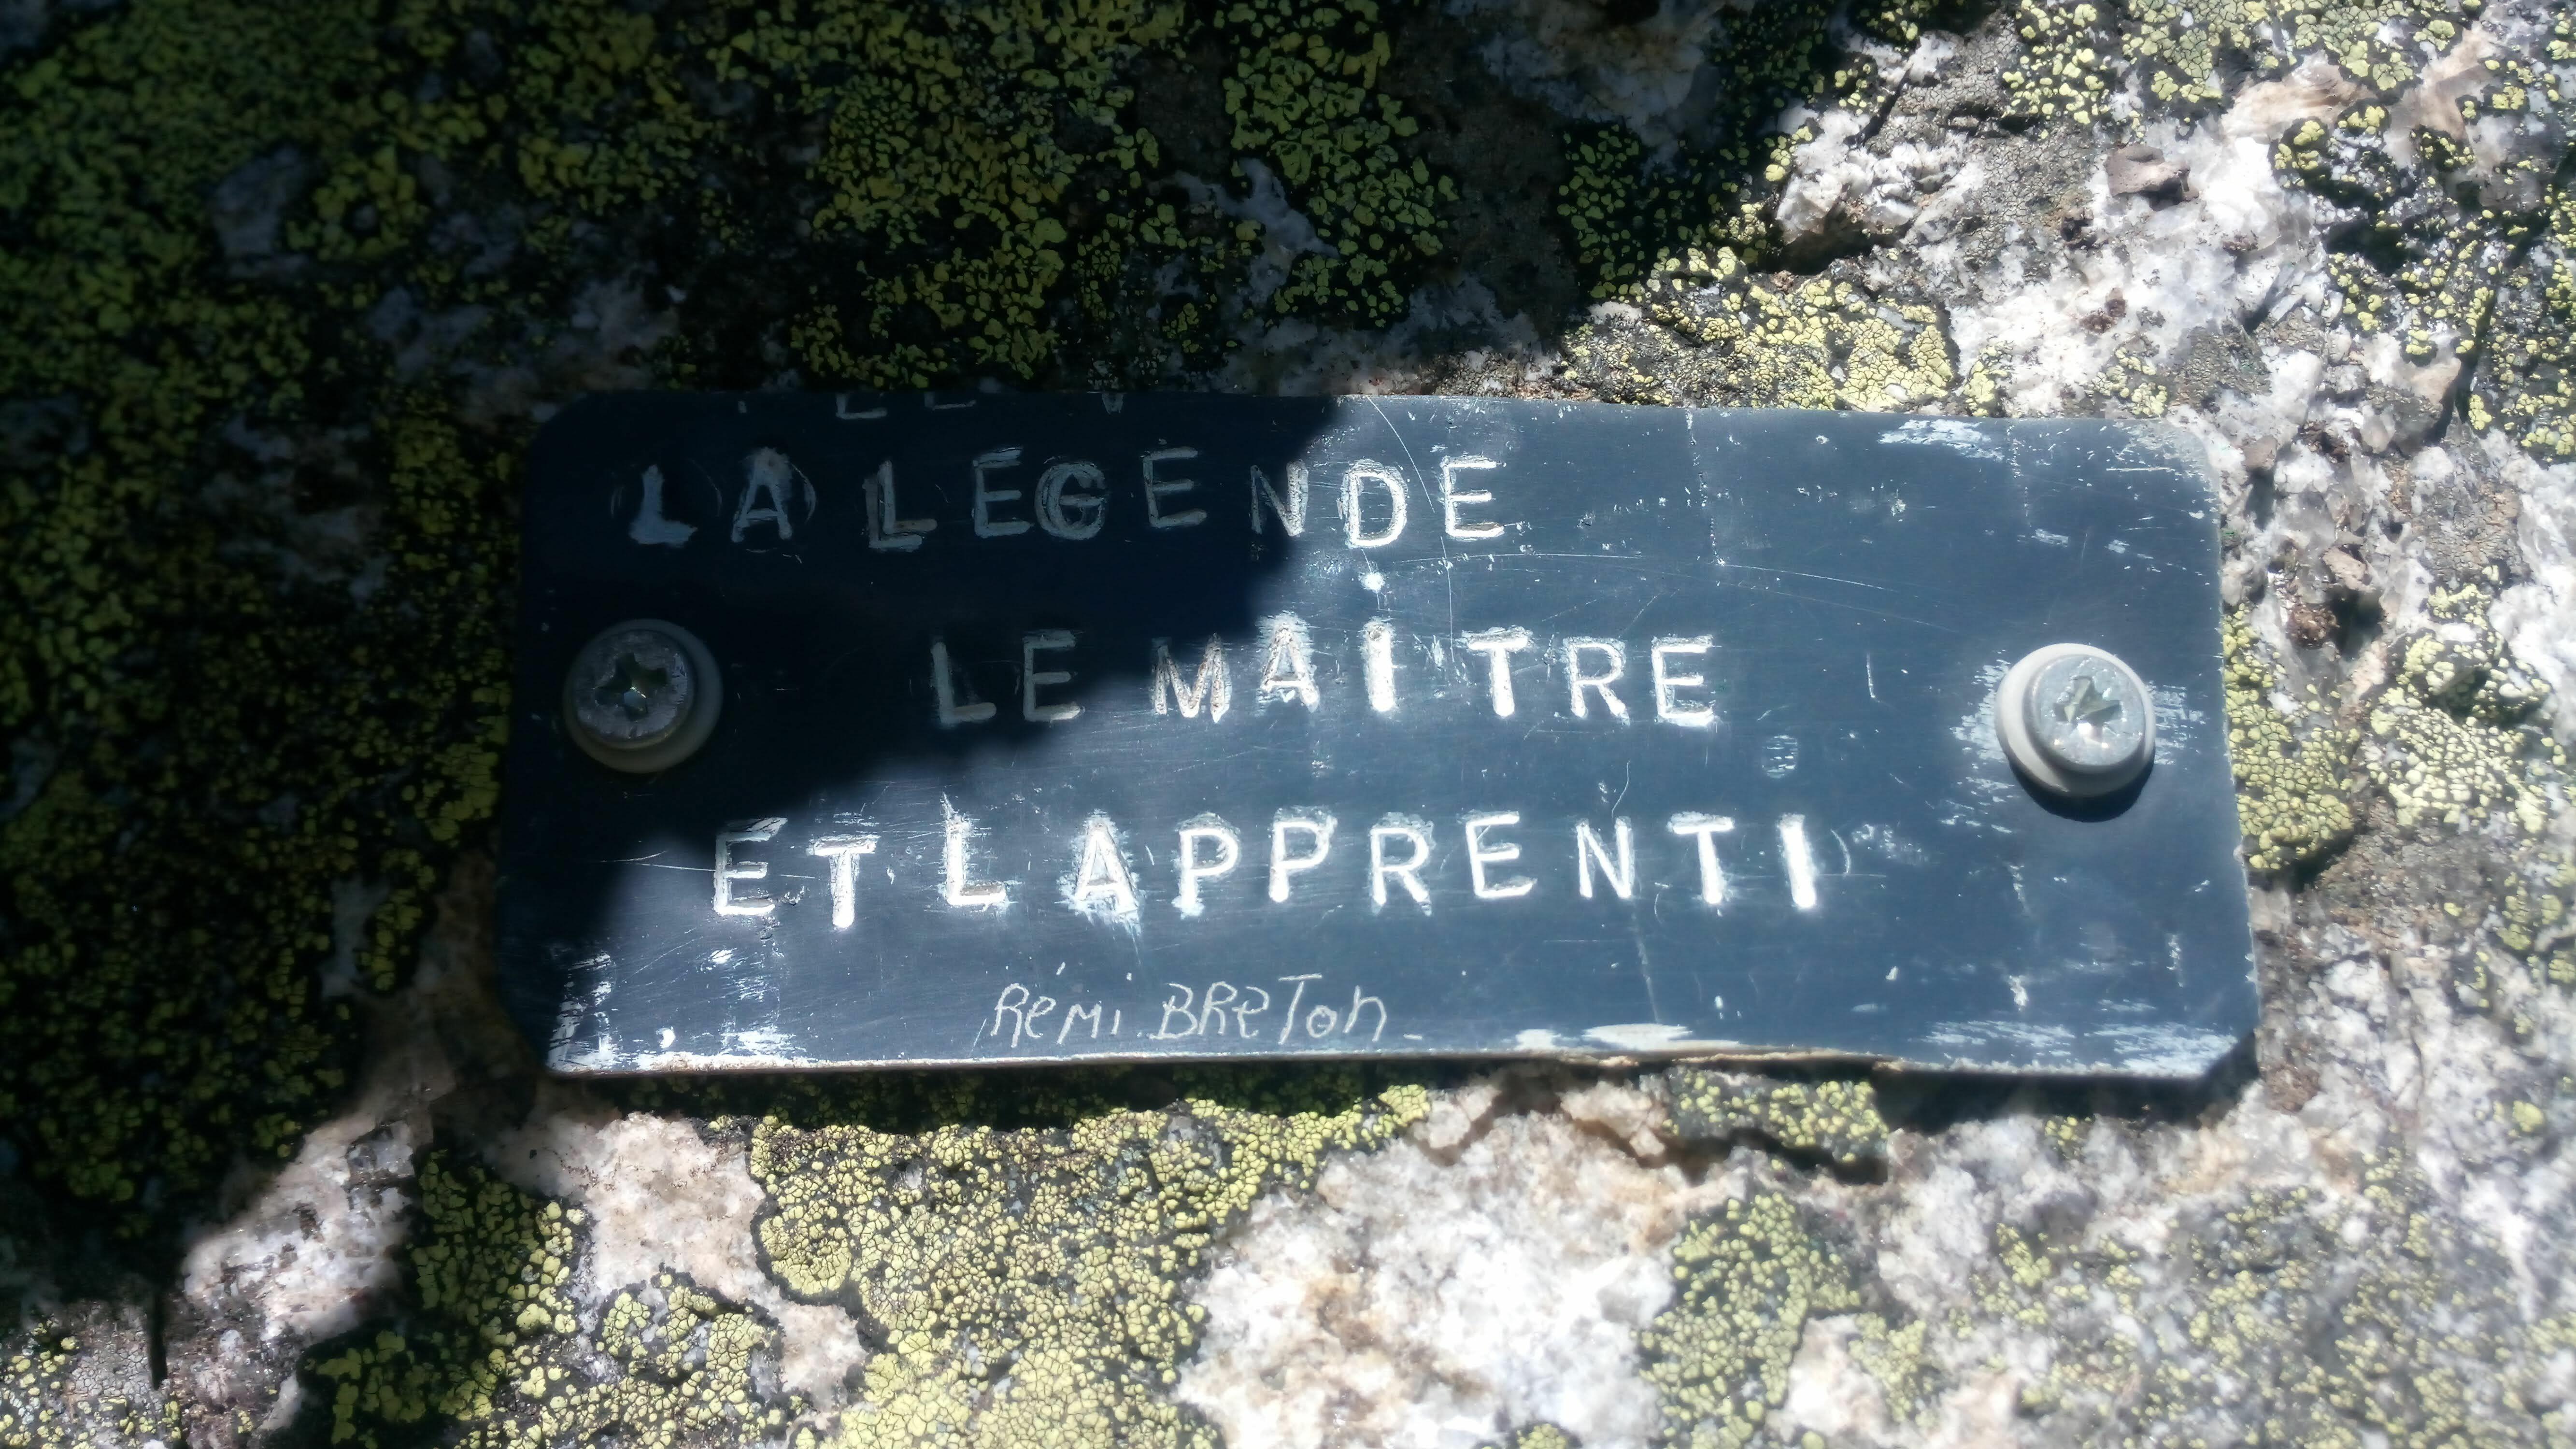 LA LEGENDE
LE MAITRE
ET L APPRENTI
RéMi BReTon